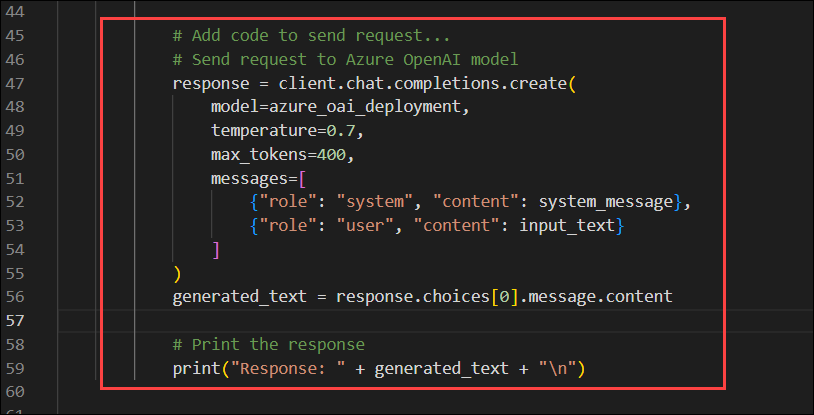 44
45 # Add code to send request...
46 # Send request to Azure OpenAI model
47 response = client.chat.completions.create(
48 model=azure_oai_deployment,
49 temperature=0.7,
50 max_tokens=400,
51 messages=[
52 {"role": "system", "content": system_message},
53 {"role": "user", "content": input_text}
54 ]
55 )
56 generated_text = response.choices[0].message.content
57
58 # Print the response
59 print("Response: " + generated_text + "\n")
60
61